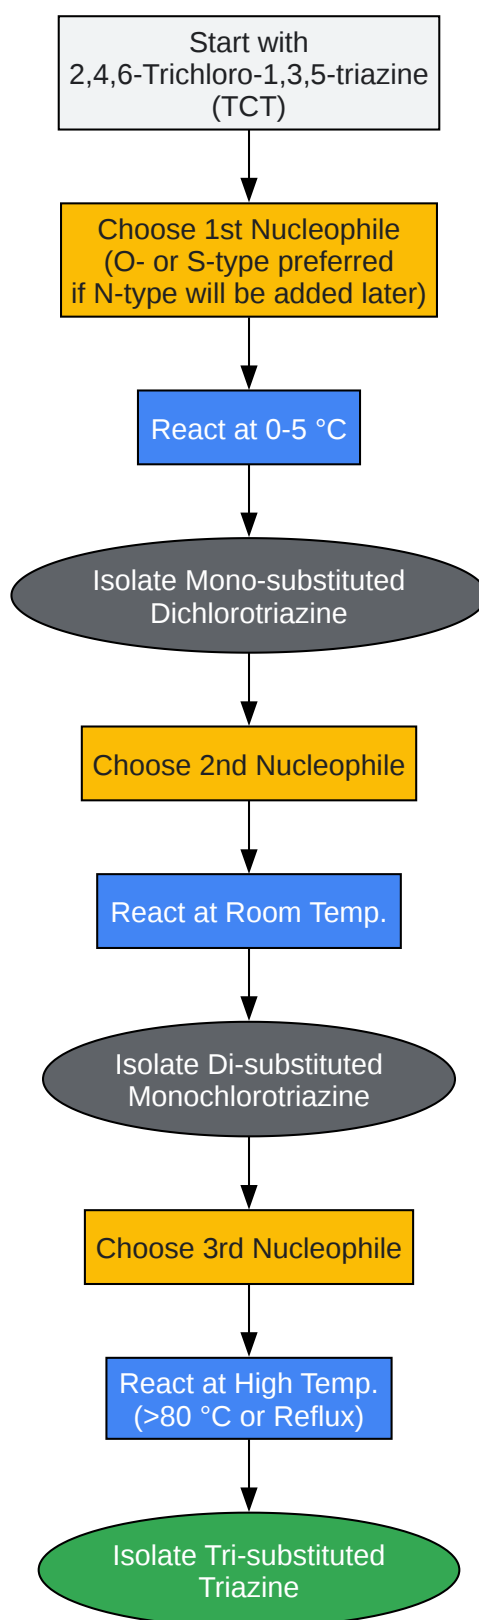 Start with
2,4,6-Trichloro-1,3,5-triazine
(TCT)
Choose 1st Nucleophile
(O- or S-type preferred
if N-type will be added later)
React at 0-5 °C
Isolate Mono-substituted
Dichlorotriazine
Choose 2nd Nucleophile
React at Room Temp.
Isolate Di-substituted
Monochlorotriazine
Choose 3rd Nucleophile
React at High Temp.
(>80 °C or Reflux)
Isolate Tri-substituted
Triazine